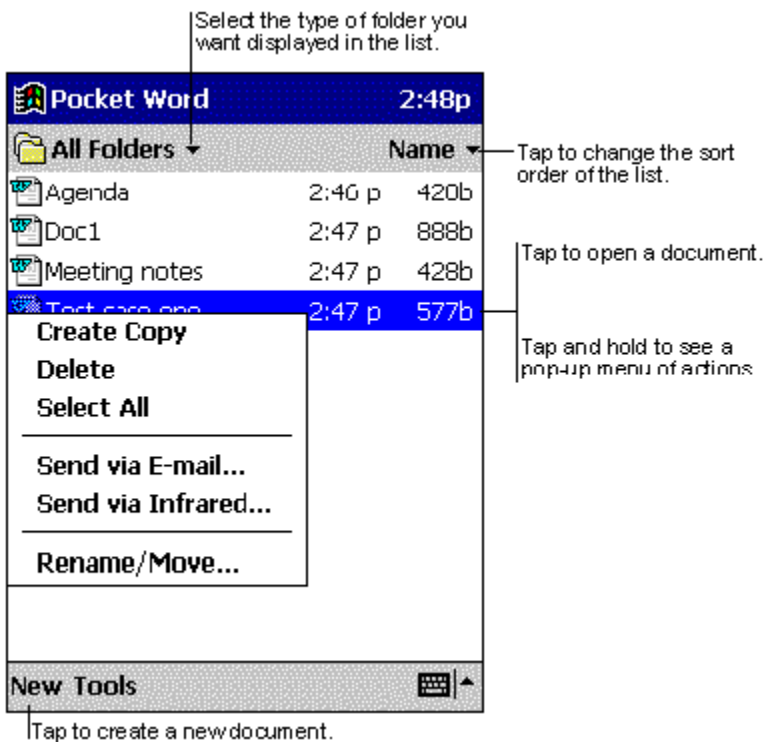 Select the type of folder you
want displayed in the list.
Pocket Word 2:48p
All Folders Name
Tap to change the sort
order of the list.
Agenda 2:46 p 420b
Doc1 2:47 p 888b
Tap to open a document.
Meeting notes 2:47 p 428b
Test case one 2:47 p 577b
Create Copy
Tap and hold to see a
pop-up menu of actions
Delete
Select All
Send via E-mail...
Send via Infrared...
Rename/Move...
New Tools
Tap to create a new document.